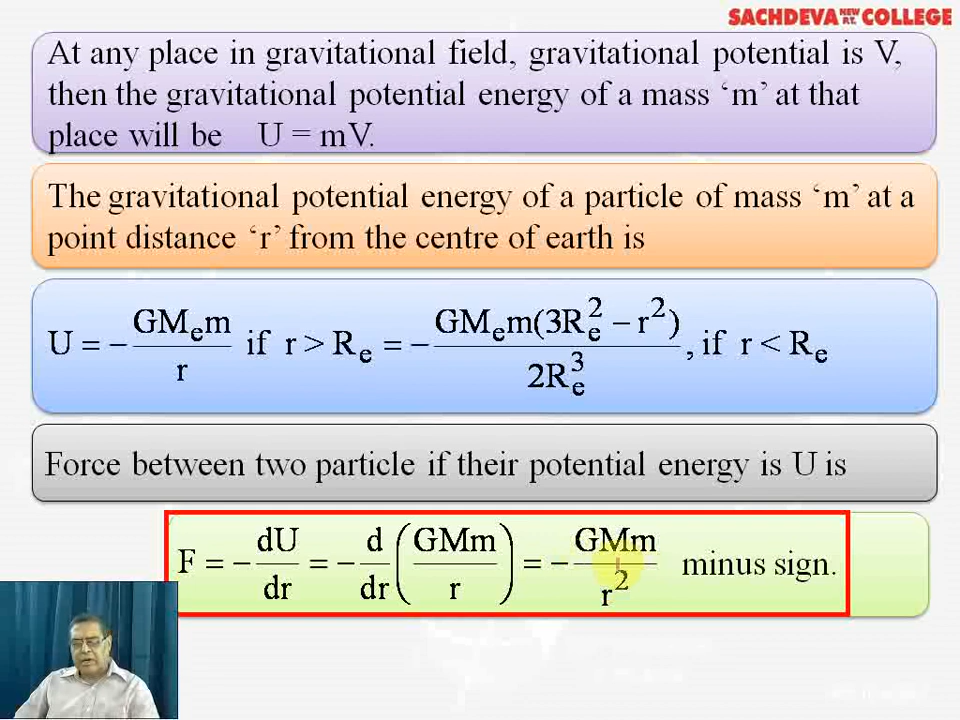 SACHDEVA NEW P.T. COLLEGE
At any place in gravitational field, gravitational potential is V,
then the gravitational potential energy of a mass ‘m’ at that
place will be U = mV.
The gravitational potential energy of a particle of mass ‘m’ at a
point distance ‘r’ from the centre of earth is
U = − GMₑm / r if r > Rₑ = − GMₑm(3Rₑ² − r²) / 2Rₑ³ , if r < Rₑ
Force between two particle if their potential energy is U is
F = − dU/dr = − d/dr (GMm/r) = − GMm/r² minus sign.